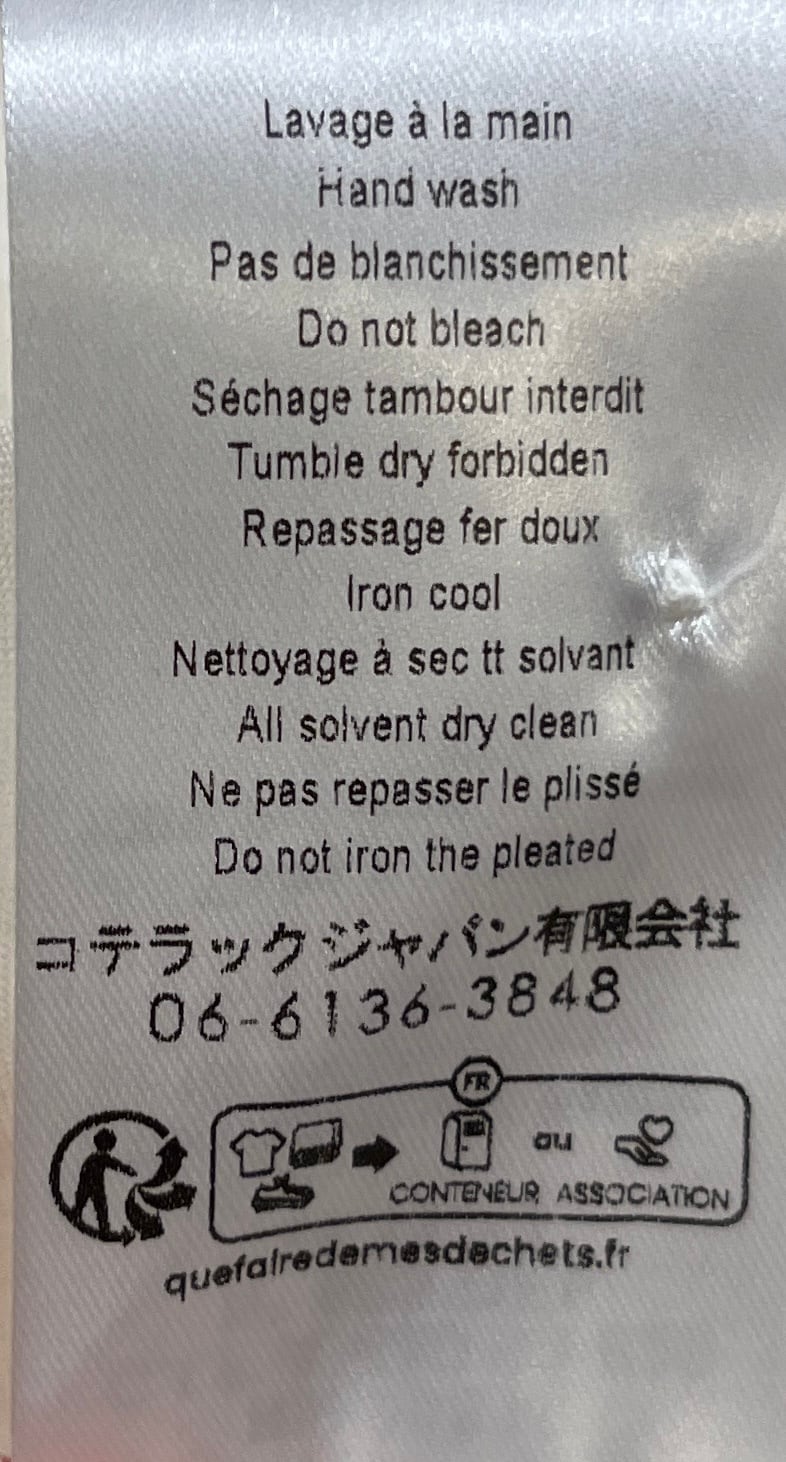 Lavage à la main
Hand wash
Pas de blanchissement
Do not bleach
Séchage tambour interdit
Tumble dry forbidden
Repassage fer doux
Iron cool
Nettoyage à sec tt solvant
All solvent dry clean
Ne pas repasser le plissé
Do not iron the pleated
コデラックジャパン有限会社
06-6136-3848
FR
ou
CONTENEUR ASSOCIATION
quefairedemesdechets.fr